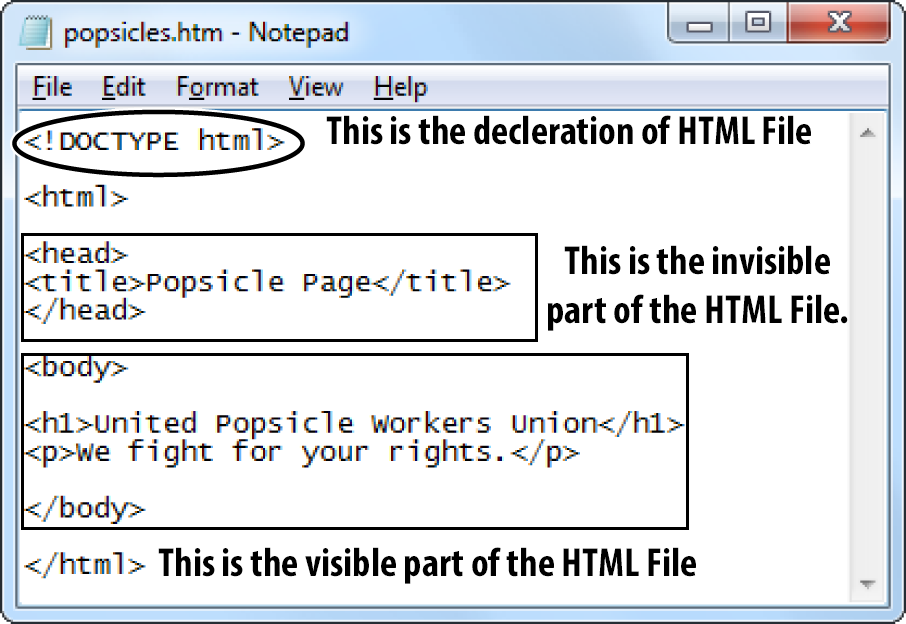 popsicles.htm - Notepad
File Edit Format View Help
<!DOCTYPE html> This is the decleration of HTML File
<html>
<head>
<title>Popsicle Page</title>
</head>
This is the invisible
part of the HTML File.
<body>
<h1>United Popsicle Workers Union</h1>
<p>We fight for your rights.</p>
</body>
</html> This is the visible part of the HTML File